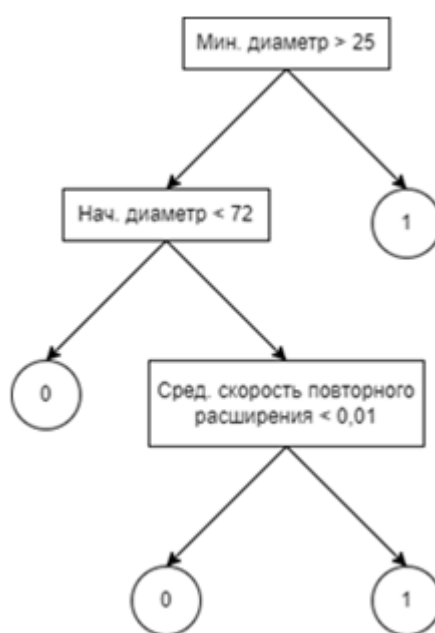 Мин. диаметр > 25
Нач. диаметр < 72
1
0
Сред. скорость повторного
расширения < 0,01
0
1